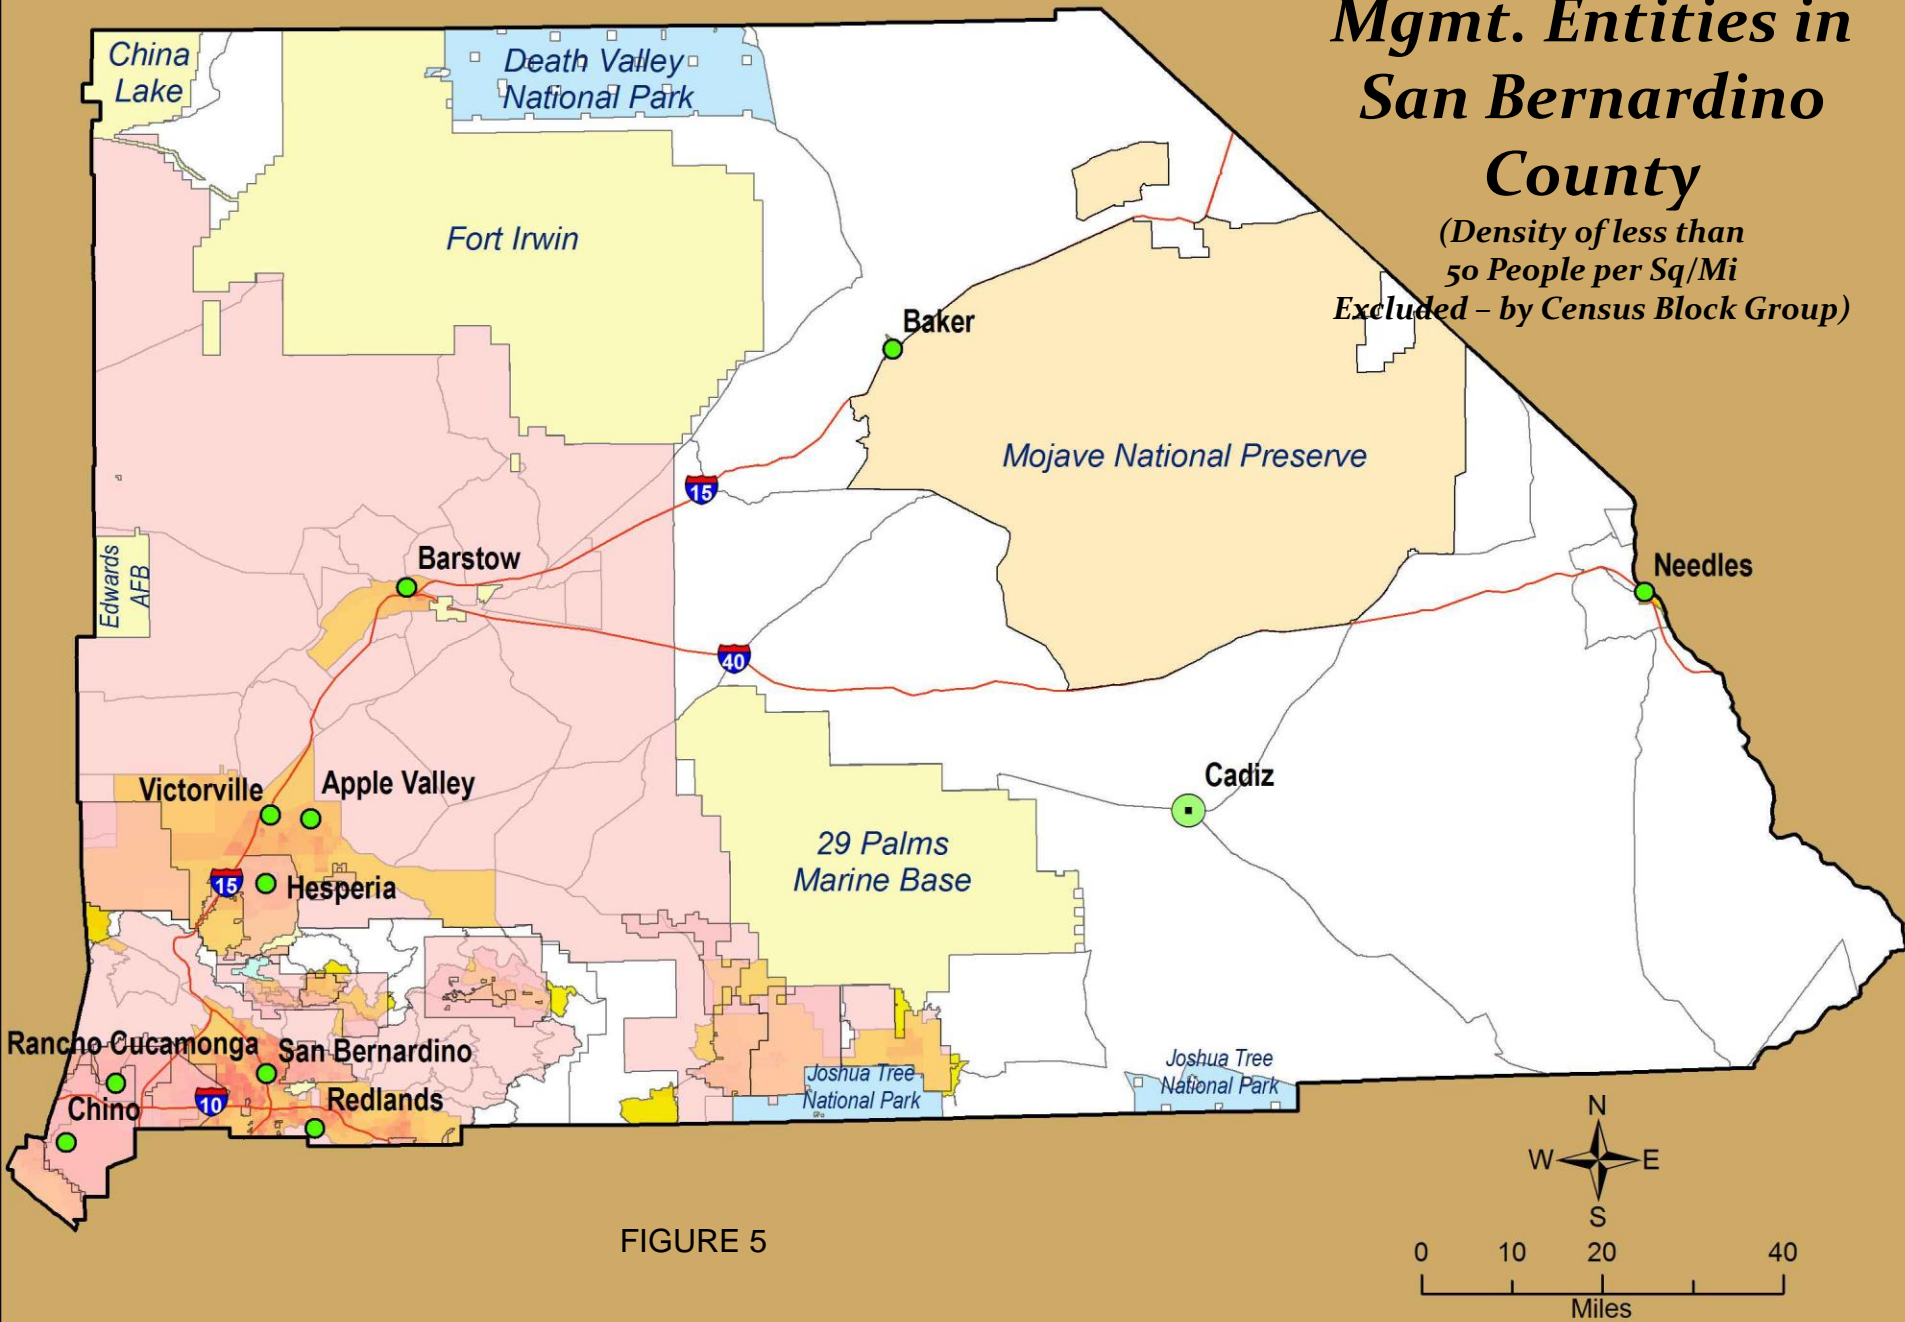 Mgmt. Entities in
San Bernardino
County
(Density of less than
50 People per Sq/Mi
Excluded – by Census Block Group)
China
Lake
Death Valley
National Park
Fort Irwin
Baker
Mojave National Preserve
15
Barstow
Edwards
AFB
Needles
40
Cadiz
Victorville
Apple Valley
29 Palms
Marine Base
15
Hesperia
Rancho Cucamonga
San Bernardino
Joshua Tree
National Park
Joshua Tree
National Park
10
Redlands
Chino
N
W
E
S
FIGURE 5
0 10 20 40
Miles